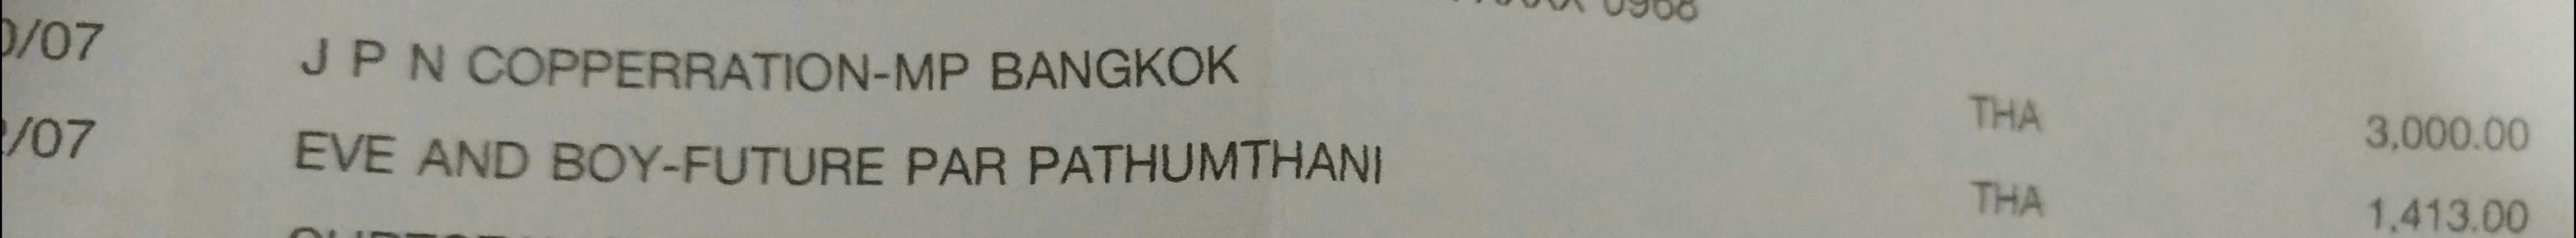 0968
/07 J P N COPPERRATION-MP BANGKOK THA 3,000.00
/07 EVE AND BOY-FUTURE PAR PATHUMTHANI THA 1,413.00